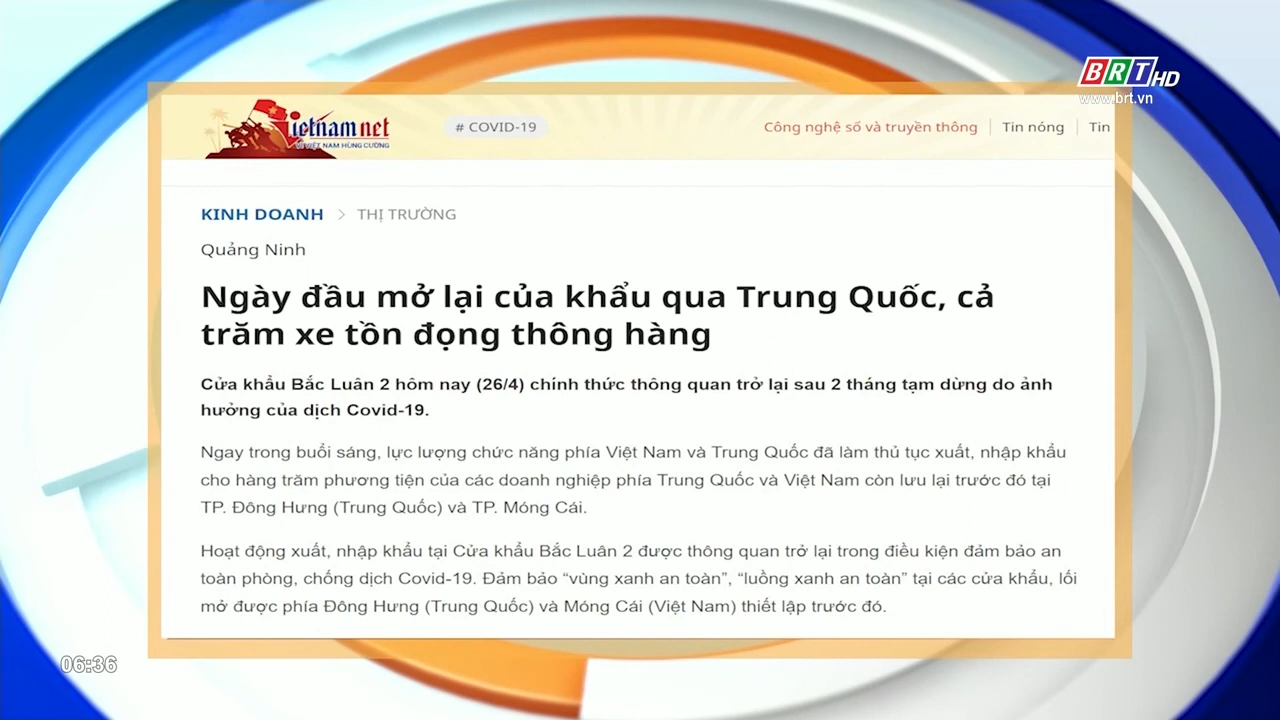 BRT HD
www.brt.vn
Vietnamnet
VÌ VIỆT NAM HÙNG CƯỜNG
# COVID-19
Công nghệ số và truyền thông
Tin nóng
Tin
KINH DOANH > THỊ TRƯỜNG
Quảng Ninh
Ngày đầu mở lại của khẩu qua Trung Quốc, cả
trăm xe tồn đọng thông hàng
Cửa khẩu Bắc Luân 2 hôm nay (26/4) chính thức thông quan trở lại sau 2 tháng tạm dừng do ảnh
hưởng của dịch Covid-19.
Ngay trong buổi sáng, lực lượng chức năng phía Việt Nam và Trung Quốc đã làm thủ tục xuất, nhập khẩu
cho hàng trăm phương tiện của các doanh nghiệp phía Trung Quốc và Việt Nam còn lưu lại trước đó tại
TP. Đông Hưng (Trung Quốc) và TP. Móng Cái.
Hoạt động xuất, nhập khẩu tại Cửa khẩu Bắc Luân 2 được thông quan trở lại trong điều kiện đảm bảo an
toàn phòng, chống dịch Covid-19. Đảm bảo “vùng xanh an toàn”, “luồng xanh an toàn” tại các cửa khẩu, lối
mở được phía Đông Hưng (Trung Quốc) và Móng Cái (Việt Nam) thiết lập trước đó.
06:36